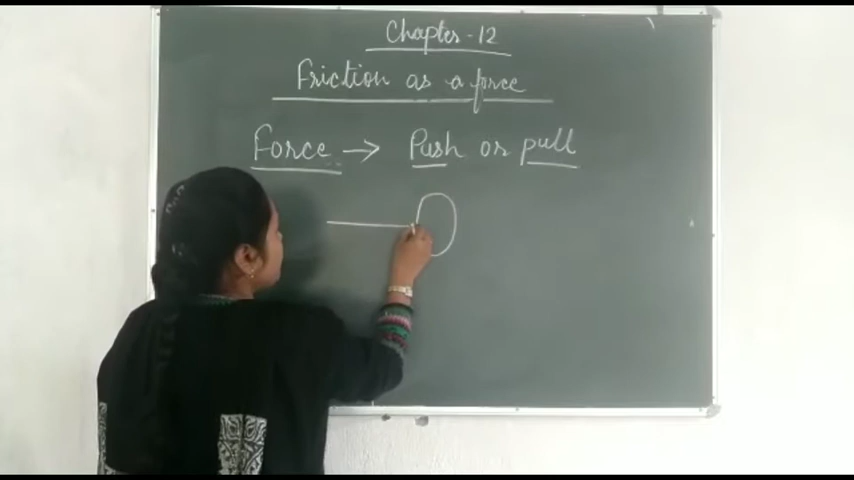 Chapter-12
Friction as a force
Force → Push or pull